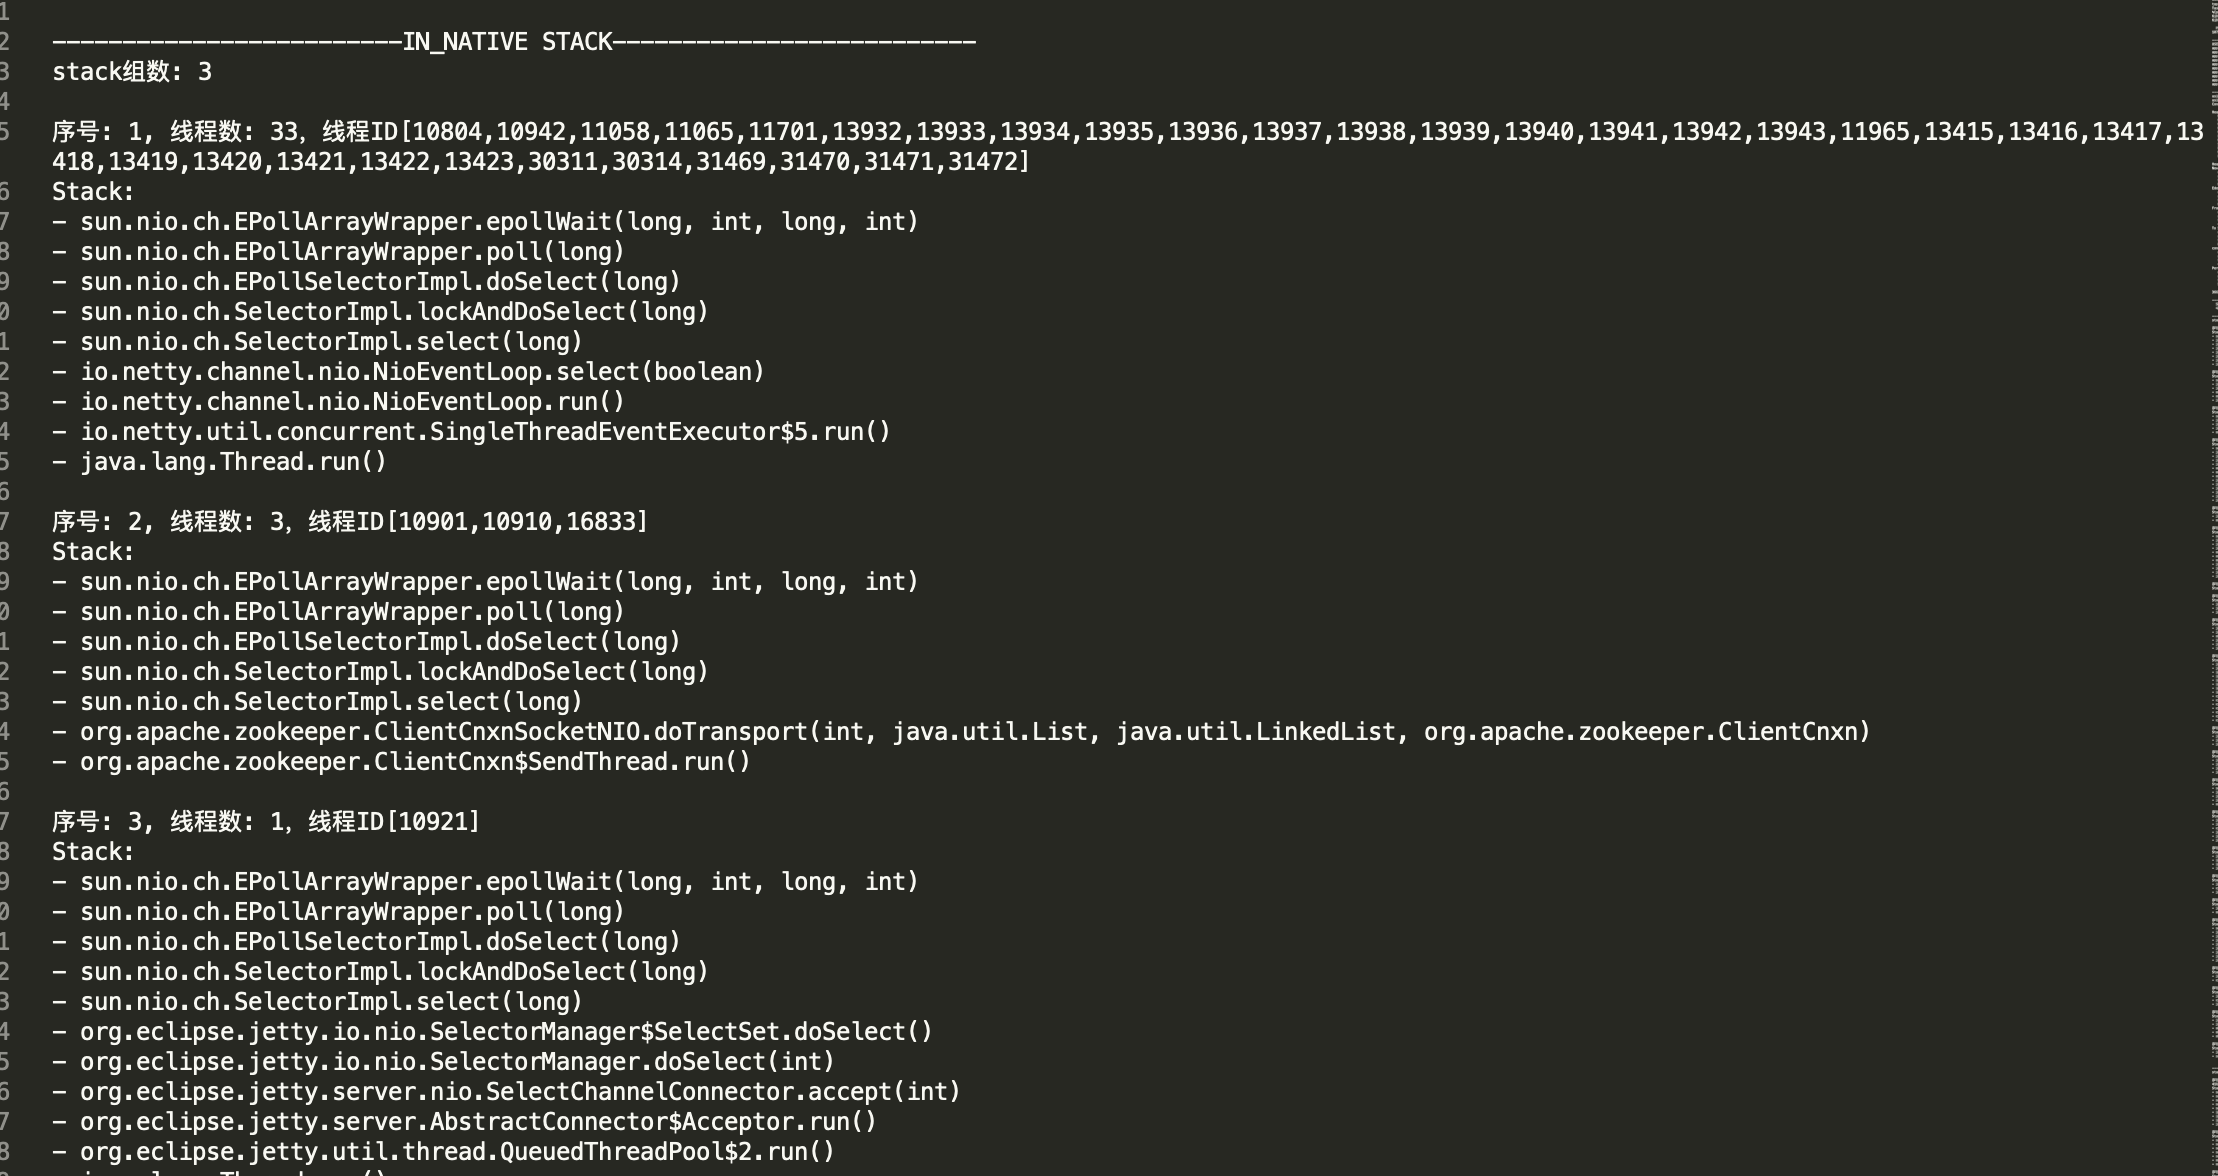 1
2 —————————————————————————IN_NATIVE STACK——————————————————————————
3 stack组数: 3
4
5 序号: 1, 线程数: 33, 线程ID[10804,10942,11058,11065,11701,13932,13933,13934,13935,13936,13937,13938,13939,13940,13941,13942,13943,11965,13415,13416,13417,13
418,13419,13420,13421,13422,13423,30311,30314,31469,31470,31471,31472]
6 Stack:
7 - sun.nio.ch.EPollArrayWrapper.epollWait(long, int, long, int)
8 - sun.nio.ch.EPollArrayWrapper.poll(long)
9 - sun.nio.ch.EPollSelectorImpl.doSelect(long)
0 - sun.nio.ch.SelectorImpl.lockAndDoSelect(long)
1 - sun.nio.ch.SelectorImpl.select(long)
2 - io.netty.channel.nio.NioEventLoop.select(boolean)
3 - io.netty.channel.nio.NioEventLoop.run()
4 - io.netty.util.concurrent.SingleThreadEventExecutor$5.run()
5 - java.lang.Thread.run()
6
7 序号: 2, 线程数: 3, 线程ID[10901,10910,16833]
8 Stack:
9 - sun.nio.ch.EPollArrayWrapper.epollWait(long, int, long, int)
0 - sun.nio.ch.EPollArrayWrapper.poll(long)
1 - sun.nio.ch.EPollSelectorImpl.doSelect(long)
2 - sun.nio.ch.SelectorImpl.lockAndDoSelect(long)
3 - sun.nio.ch.SelectorImpl.select(long)
4 - org.apache.zookeeper.ClientCnxnSocketNIO.doTransport(int, java.util.List, java.util.LinkedList, org.apache.zookeeper.ClientCnxn)
5 - org.apache.zookeeper.ClientCnxn$SendThread.run()
6
7 序号: 3, 线程数: 1, 线程ID[10921]
8 Stack:
9 - sun.nio.ch.EPollArrayWrapper.epollWait(long, int, long, int)
0 - sun.nio.ch.EPollArrayWrapper.poll(long)
1 - sun.nio.ch.EPollSelectorImpl.doSelect(long)
2 - sun.nio.ch.SelectorImpl.lockAndDoSelect(long)
3 - sun.nio.ch.SelectorImpl.select(long)
4 - org.eclipse.jetty.io.nio.SelectorManager$SelectSet.doSelect()
5 - org.eclipse.jetty.io.nio.SelectorManager.doSelect(int)
6 - org.eclipse.jetty.server.nio.SelectChannelConnector.accept(int)
7 - org.eclipse.jetty.server.AbstractConnector$Acceptor.run()
8 - org.eclipse.jetty.util.thread.QueuedThreadPool$2.run()